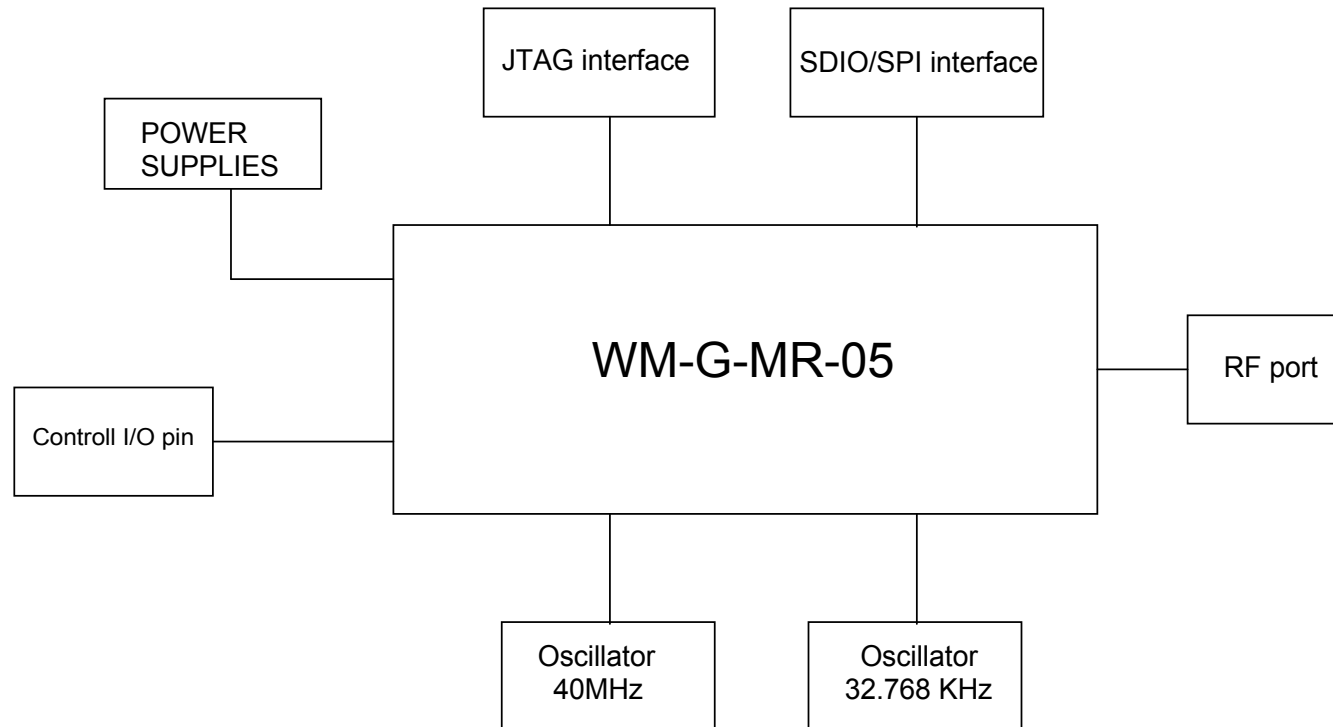 JTAG interface
SDIO/SPI interface
POWER
SUPPLIES
WM-G-MR-05
RF port
Controll I/O pin
Oscillator
40MHz
Oscillator
32.768 KHz